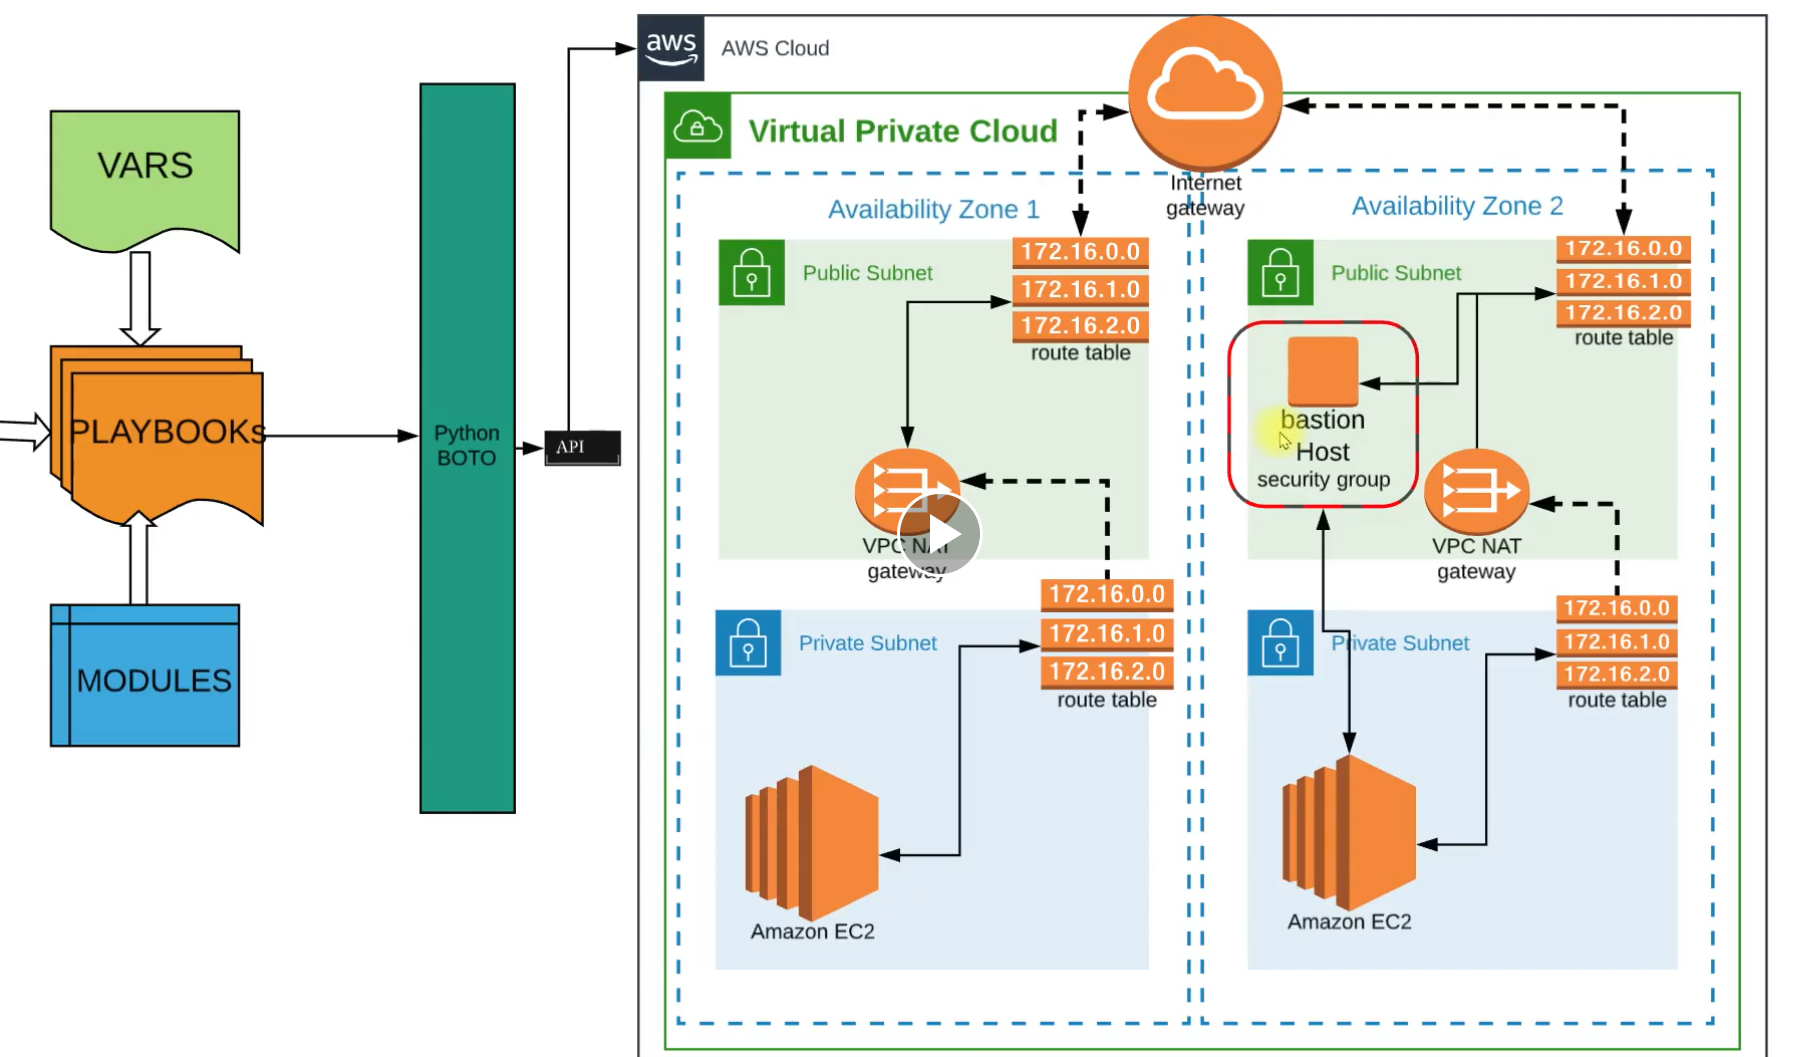 VARS
PLAYBOOKs
MODULES
Python
BOTO
API
aws
AWS Cloud
Virtual Private Cloud
Internet
gateway
Availability Zone 1
Public Subnet
172.16.0.0
172.16.1.0
172.16.2.0
route table
VPC NAT
gateway
Private Subnet
172.16.0.0
172.16.1.0
172.16.2.0
route table
Amazon EC2
Availability Zone 2
Public Subnet
172.16.0.0
172.16.1.0
172.16.2.0
route table
bastion
Host
security group
VPC NAT
gateway
Private Subnet
172.16.0.0
172.16.1.0
172.16.2.0
route table
Amazon EC2